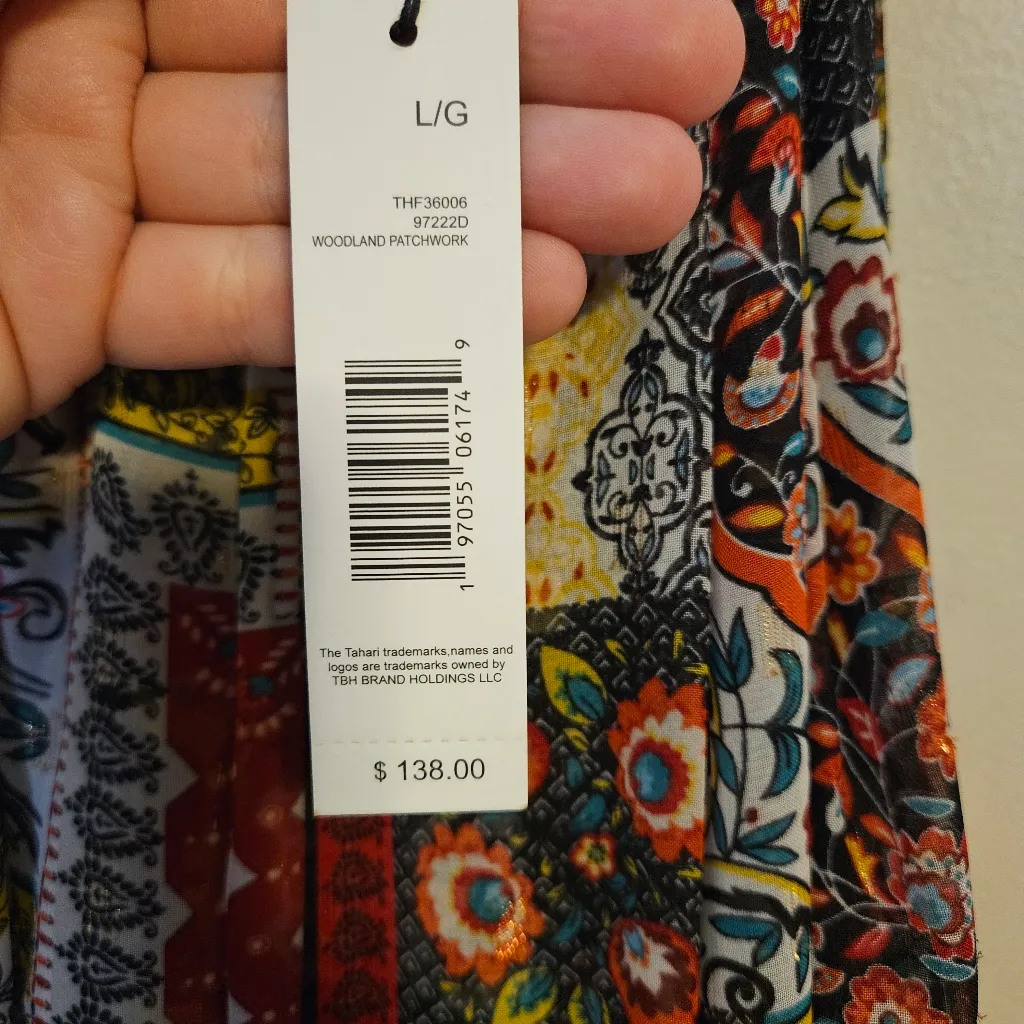 L/G
THF36006
97222D
WOODLAND PATCHWORK
1 97055 06174 9
The Tahari trademarks,names and
logos are trademarks owned by
TBH BRAND HOLDINGS LLC
$ 138.00